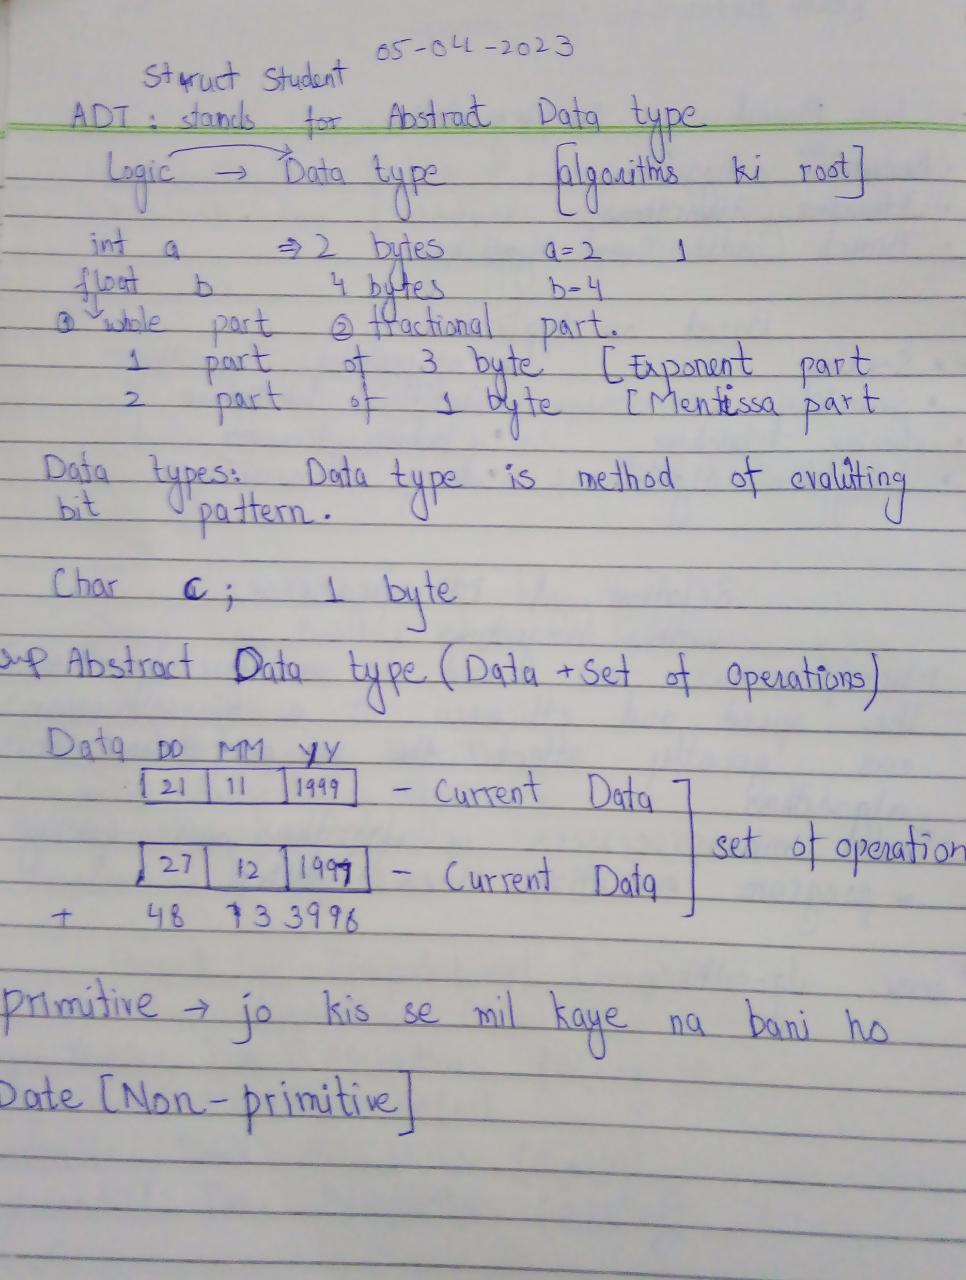 05-04-2023
Struct Student
ADT : stands for Abstract Data type
Logic → Data type [algorithms ki root]
int a ⇒ 2 bytes a=2 1
float b 4 bytes b=4
① whole part ② fractional part.
1 part of 3 byte [Exponent part
2 part of 1 byte [Mentissa part
Data types: Data type is method of evaluting
bit pattern.
Char c; 1 byte
Abstract Data type (Data + set of operations)
Data DD MM YY
21 11 1999 - Current Data
set of operation
27 12 1997 - Current Data
+ 48 23 3996
primitive → jo kis se mil kaye na bani ho
Date [Non-primitive]